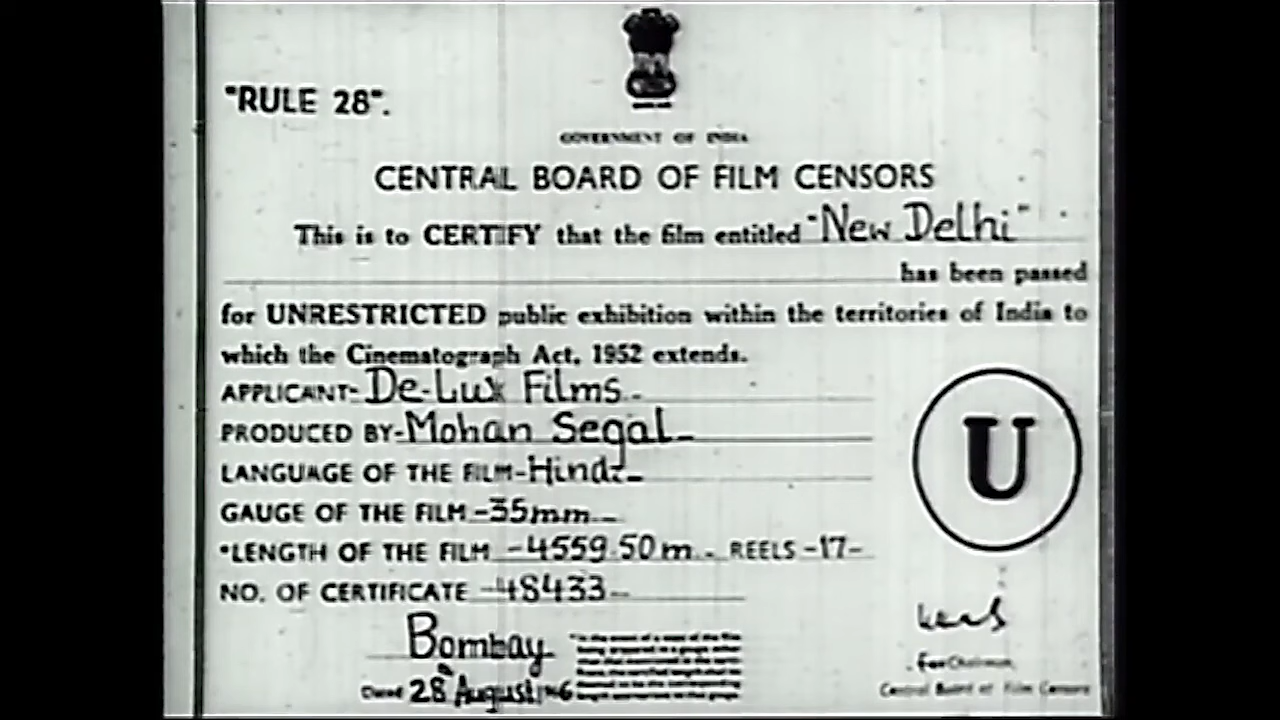 "RULE 28".
GOVERNMENT OF INDIA
CENTRAL BOARD OF FILM CENSORS
This is to CERTIFY that the film entitled "New Delhi"
has been passed
for UNRESTRICTED public exhibition within the territories of India to
which the Cinematograph Act, 1952 extends.
APPLICANT- De-Lux Films -
PRODUCED BY- Mohan Segal -
LANGUAGE OF THE FILM - Hindi -
GAUGE OF THE FILM - 35mm -
*LENGTH OF THE FILM - 4559.50 m - REELS - 17 -
NO. OF CERTIFICATE - 48433 -
U
Bombay
Dated 28 August
for Chairman,
Central Board of Film Censors